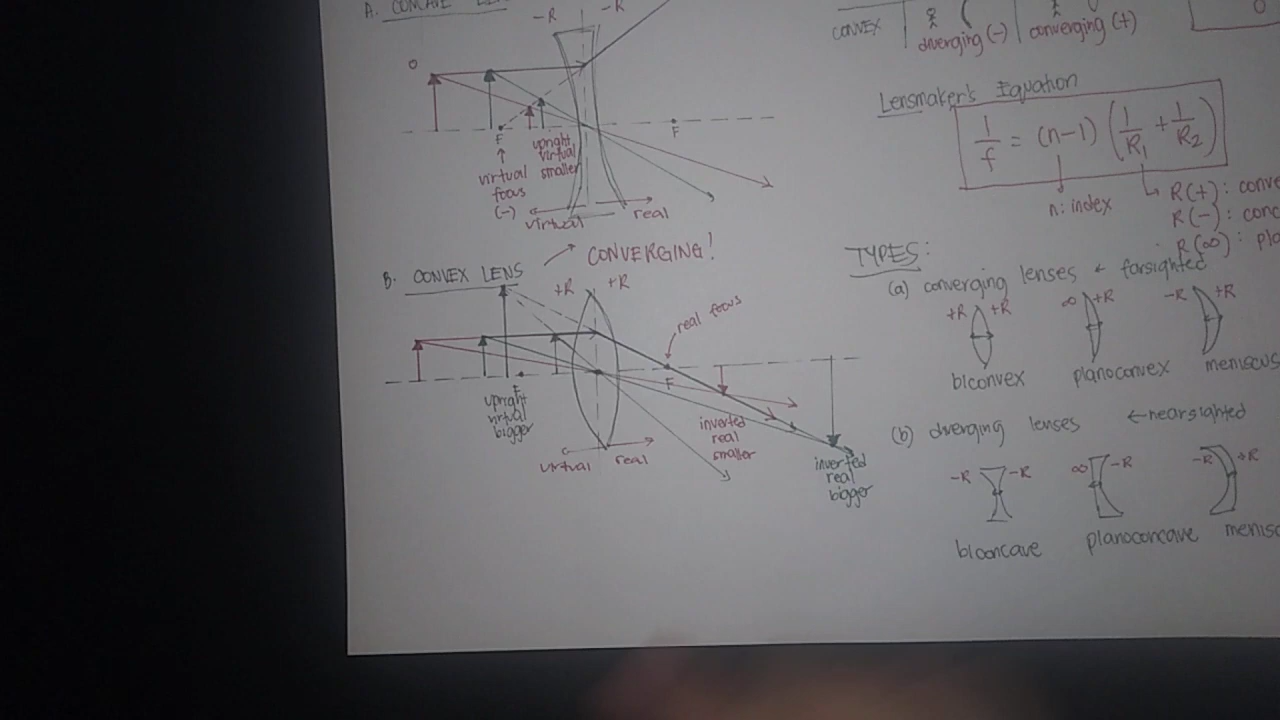 A. CONCAVE
-R
-R
O
F
F
↑
virtual
focus
(-)
upright
virtual
smaller
virtual
real
B. CONVEX LENS
CONVERGING!
+R
+R
real focus
F
F
upright
virtual
bigger
virtual
real
inverted
real
smaller
inverted
real
bigger
CONVEX
diverging (-)
converging (+)
Lensmaker's Equation
1/f = (n-1) (1/R₁ + 1/R₂)
n: index
R(+): conve
R(-): conc
R(∞): pla
TYPES:
(a) converging lenses ← farsighted
+R +R
∞ +R
-R +R
biconvex
planoconvex
meniscus
(b) diverging lenses ← nearsighted
-R -R
∞ -R
-R +R
biconcave
planoconcave
menisc